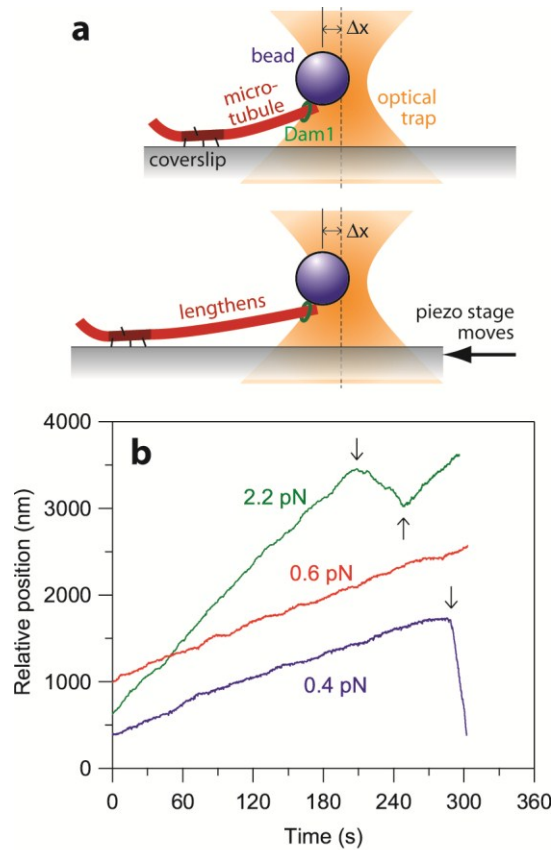 a
Δx
bead
micro-
tubule
optical
trap
Dam1
coverslip
Δx
lengthens
piezo stage
moves
b
4000
3000
2000
1000
0
Relative position (nm)
2.2 pN
0.6 pN
0.4 pN
0 60 120 180 240 300 360
Time (s)